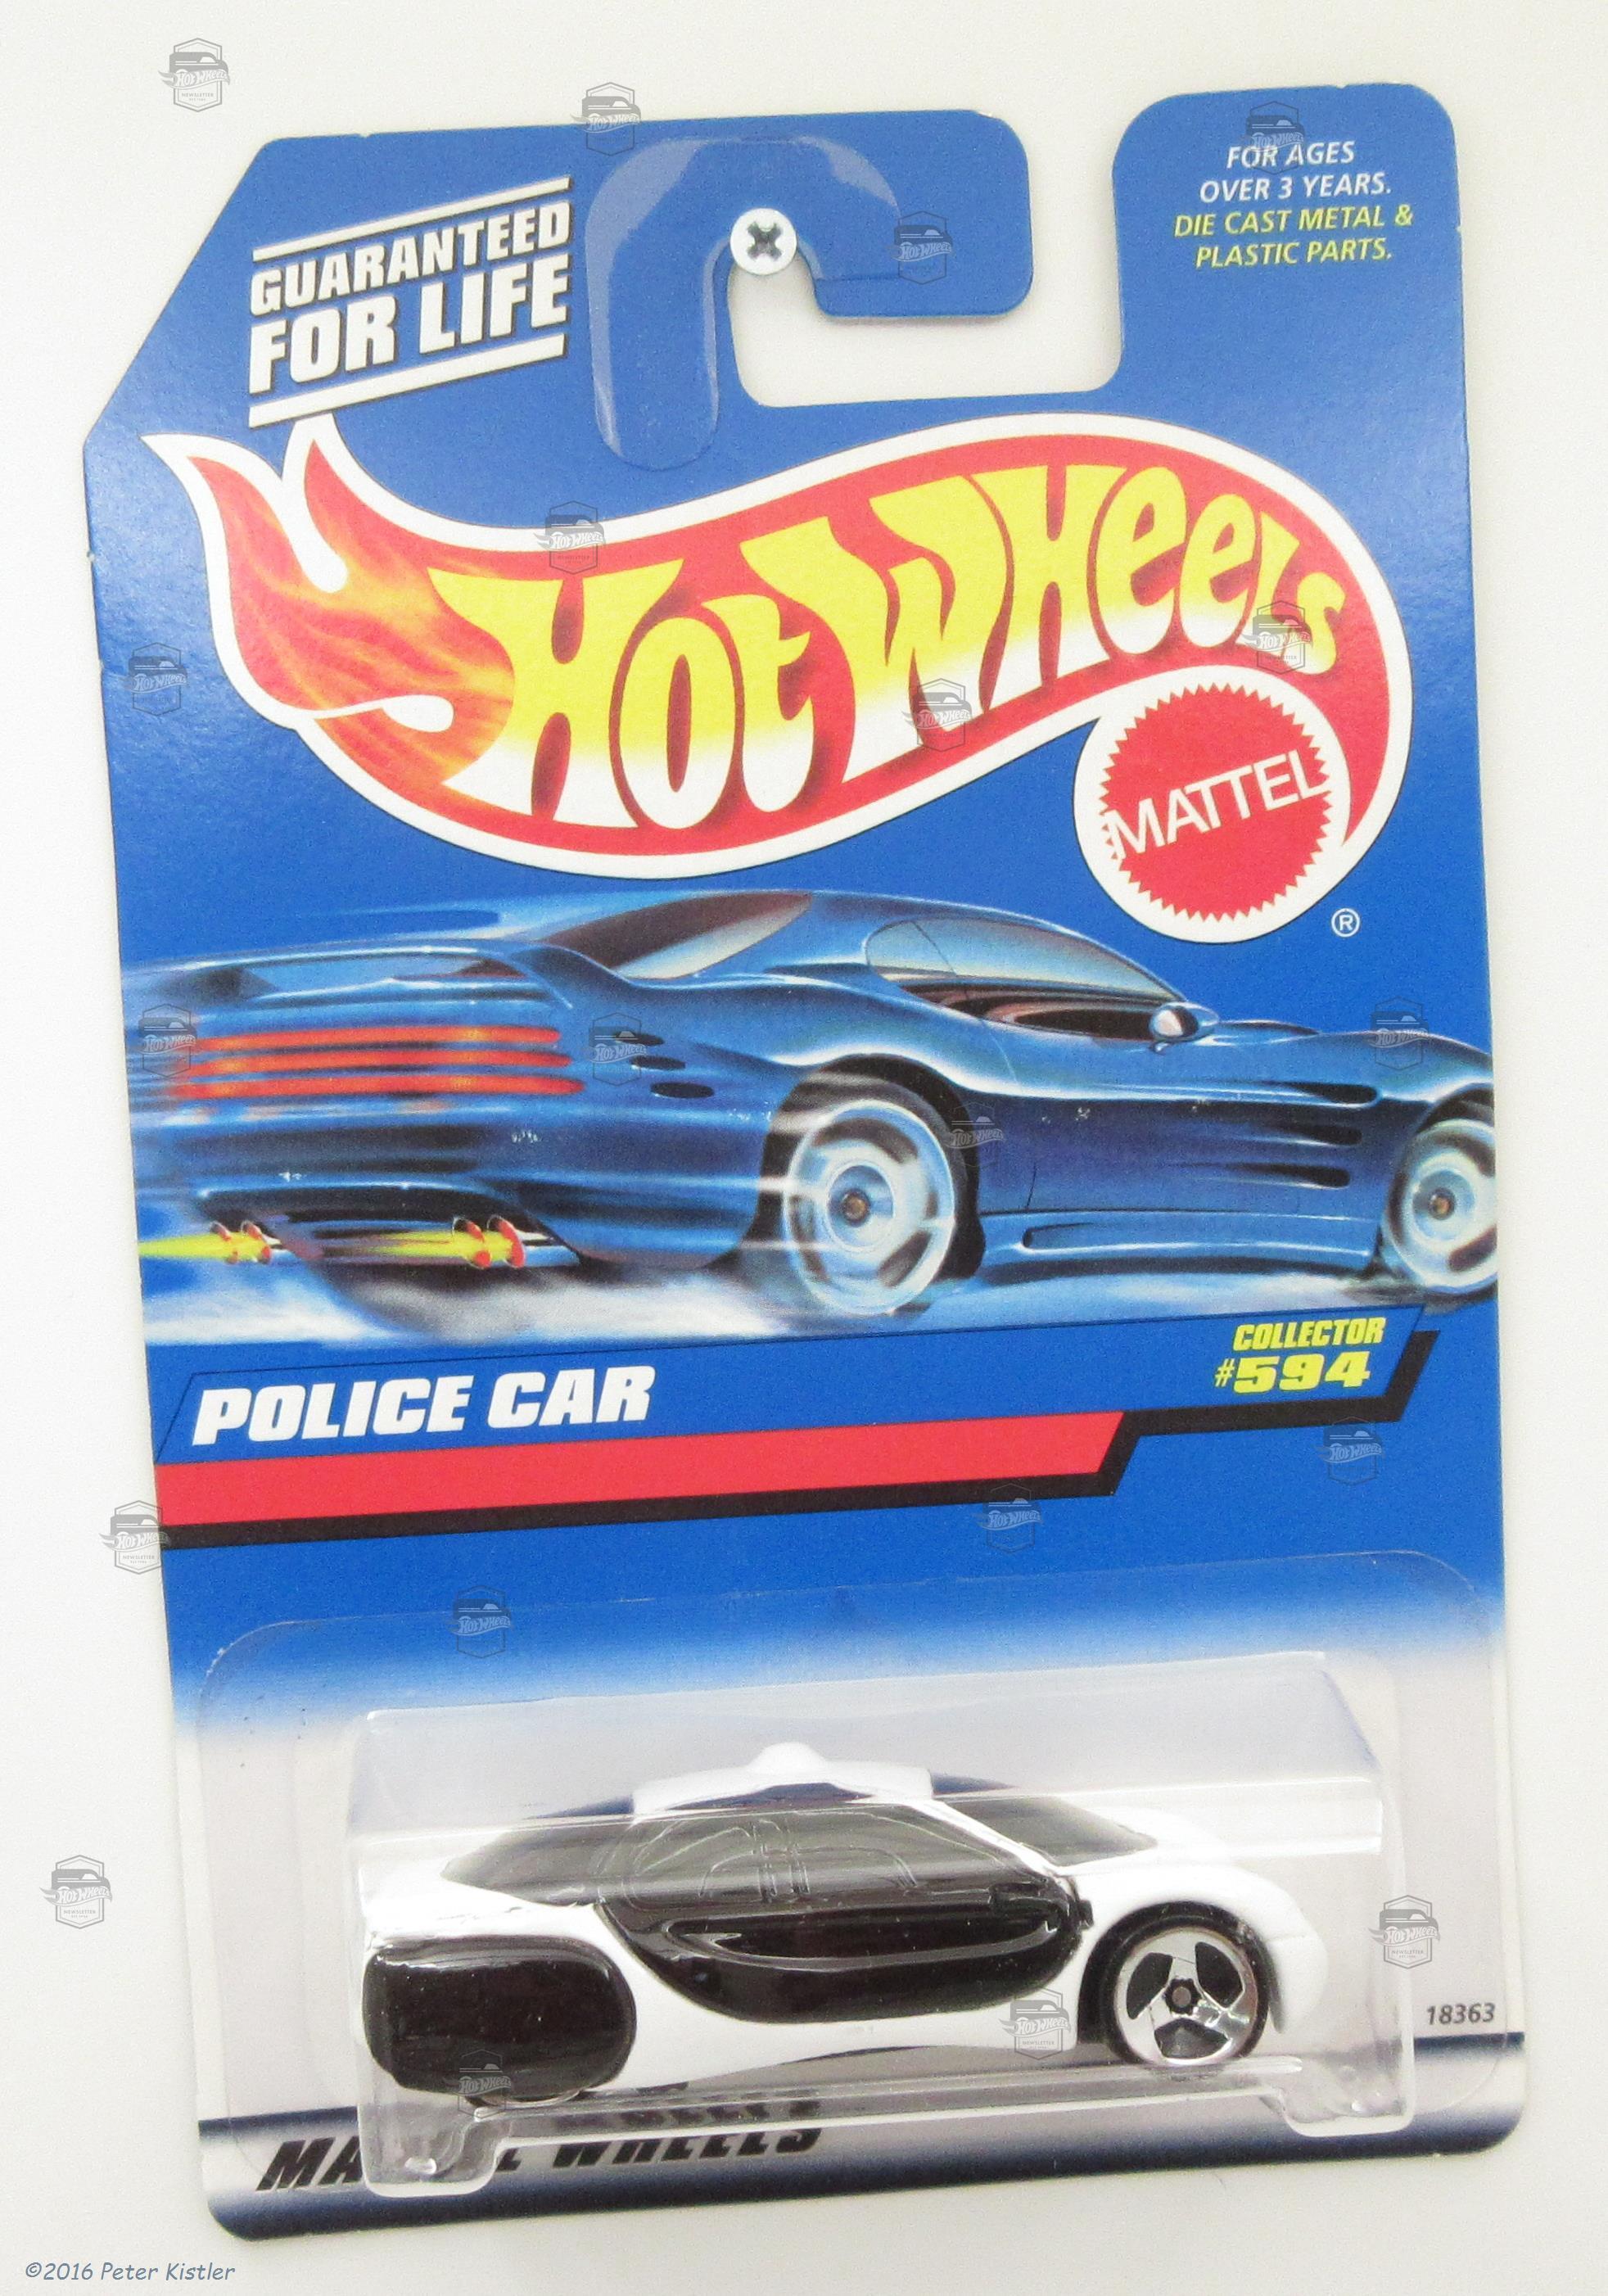 GUARANTEED
FOR LIFE
FOR AGES
OVER 3 YEARS.
DIE CAST METAL &
PLASTIC PARTS.
Hot Wheels
MATTEL
®
COLLECTOR
#594
POLICE CAR
18363
WHEELS
©2016 Peter Kistler